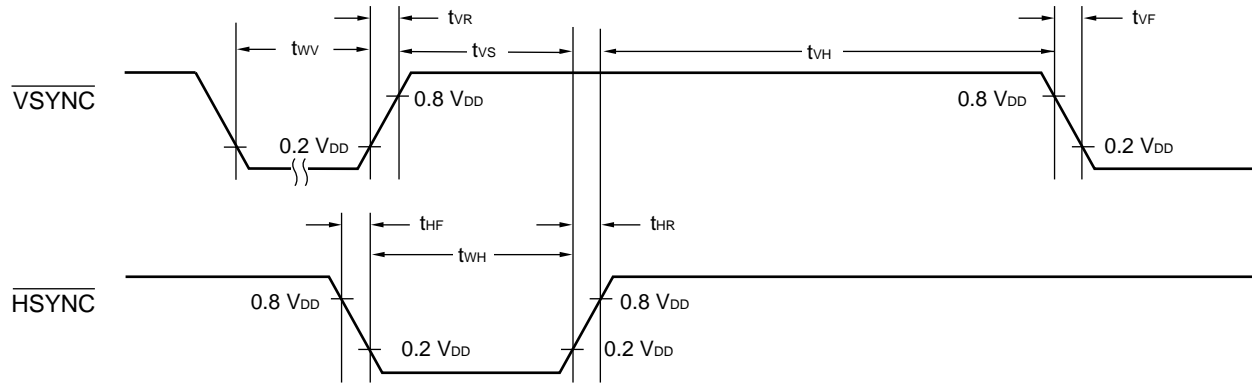 tVR
tVF
tWV
tVS
tVH
VSYNC
0.8 VDD
0.8 VDD
0.2 VDD
0.2 VDD
tHF
tHR
tWH
HSYNC
0.8 VDD
0.8 VDD
0.2 VDD
0.2 VDD